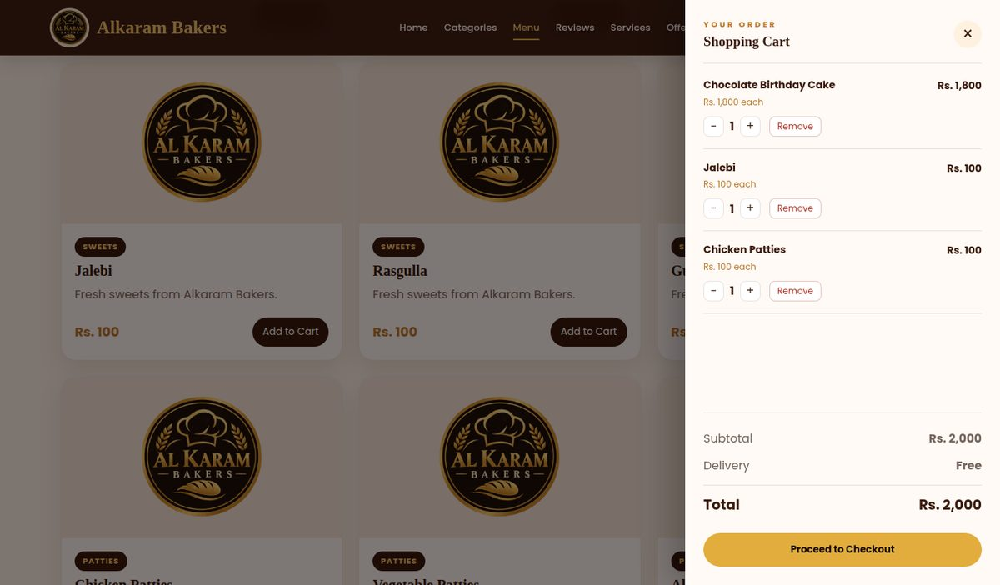 AL KARAM
BAKERS
Alkaram Bakers
Home Categories Menu Reviews Services Offe
AL KARAM
BAKERS
AL KARAM
BAKERS
SWEETS
Jalebi
Fresh sweets from Alkaram Bakers.
Rs. 100
Add to Cart
SWEETS
Rasgulla
Fresh sweets from Alkaram Bakers.
Rs. 100
Add to Cart
S
Gu
Fre
Rs.
AL KARAM
BAKERS
AL KARAM
BAKERS
PATTIES
Chicken Patties
PATTIES
Vegetable Patties
P
Al
YOUR ORDER
Shopping Cart
×
Chocolate Birthday Cake Rs. 1,800
Rs. 1,800 each
- 1 + Remove
Jalebi Rs. 100
Rs. 100 each
- 1 + Remove
Chicken Patties Rs. 100
Rs. 100 each
- 1 + Remove
Subtotal Rs. 2,000
Delivery Free
Total Rs. 2,000
Proceed to Checkout